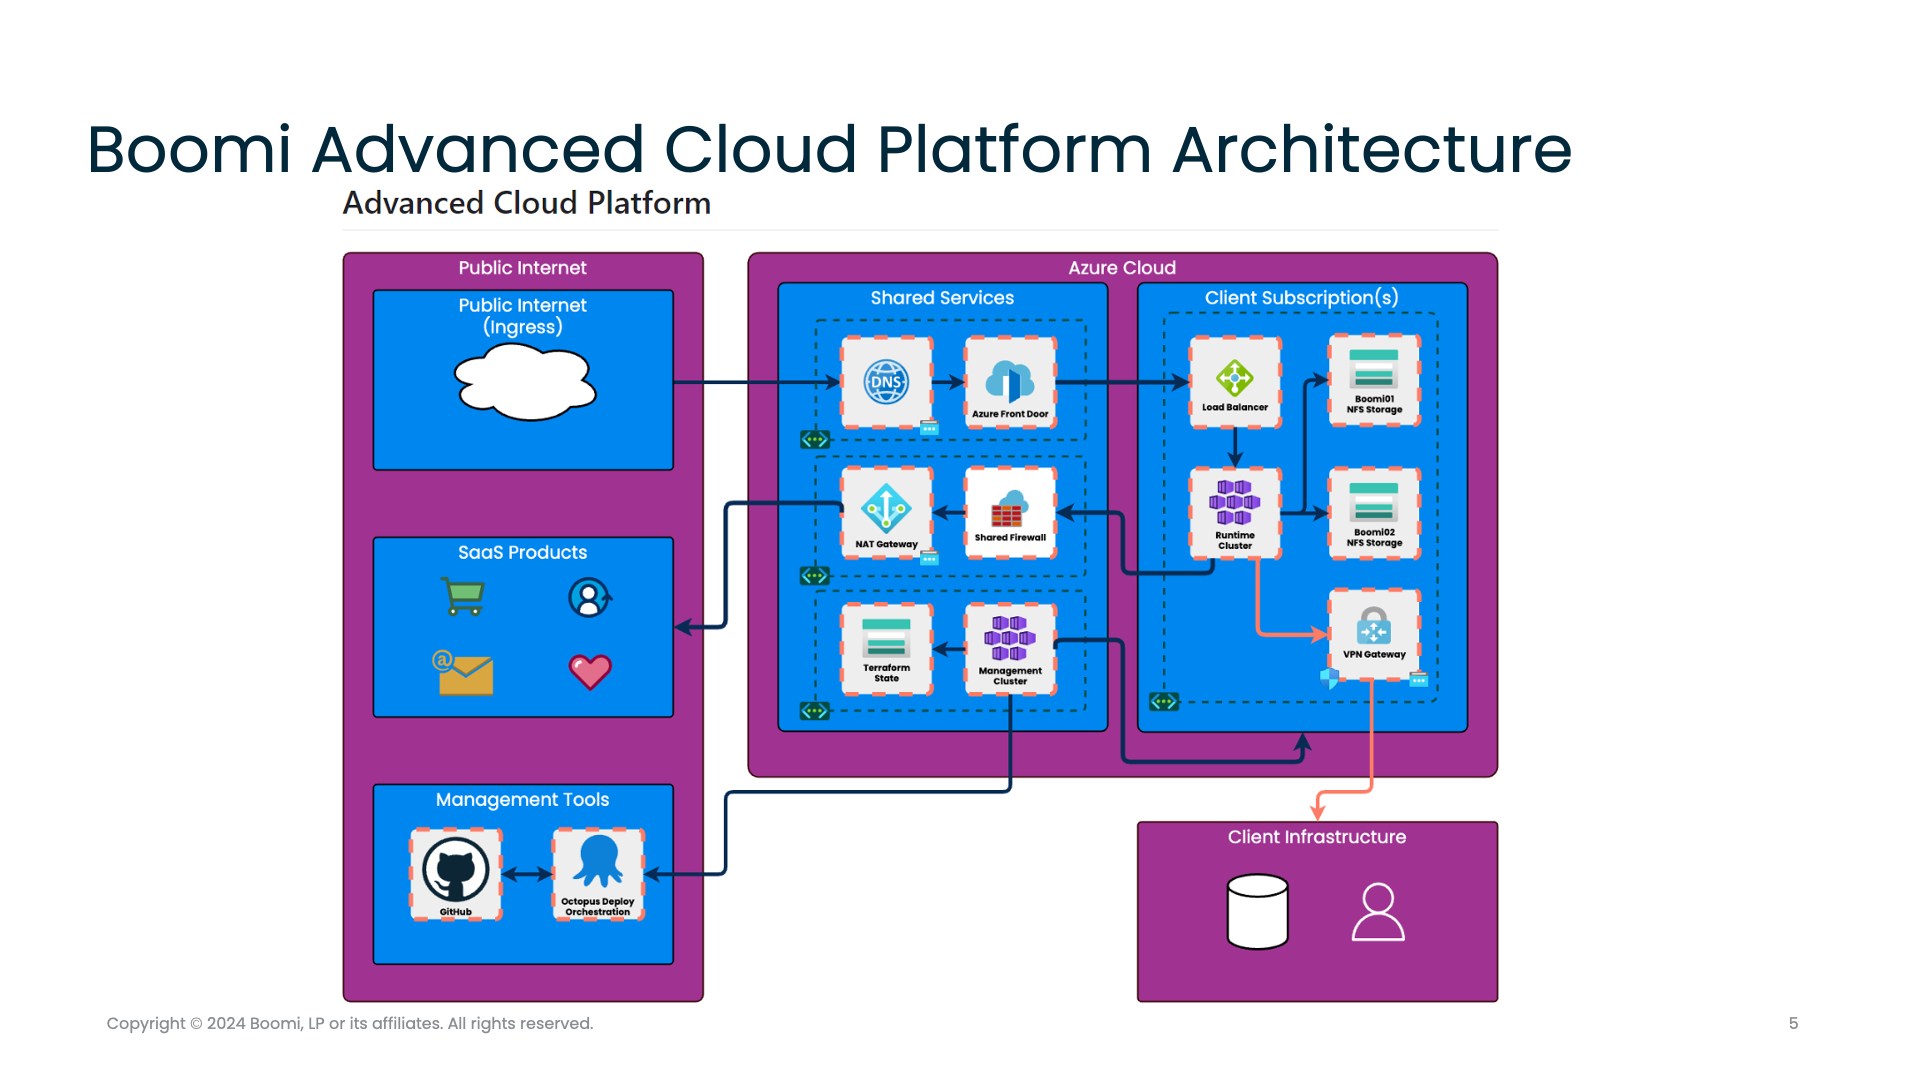 Boomi Advanced Cloud Platform Architecture
Advanced Cloud Platform
Public Internet
Public Internet
(Ingress)
SaaS Products
@
Management Tools
GitHub
Octopus Deploy
Orchestration
Azure Cloud
Shared Services
DNS
Azure Front Door
NAT Gateway
Shared Firewall
Terraform
State
Management
Cluster
Client Subscription(s)
Load Balancer
Boomi01
NFS Storage
Runtime
Cluster
Boomi02
NFS Storage
VPN Gateway
Client Infrastructure
Copyright © 2024 Boomi, LP or its affiliates. All rights reserved.
5